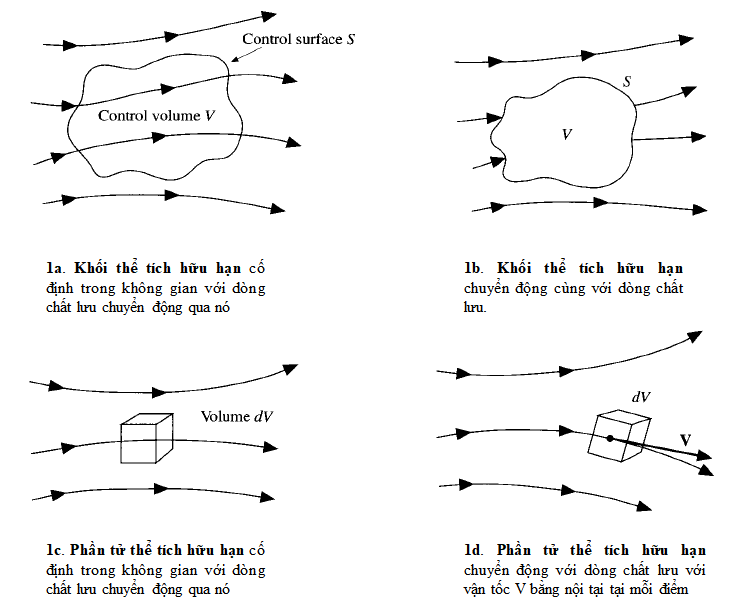 Control surface S
Control volume V
S
V
1a. Khối thể tích hữu hạn cố
định trong không gian với dòng
chất lưu chuyển động qua nó
1b. Khối thể tích hữu hạn
chuyển động cùng với dòng chất
lưu.
Volume dV
dV
V
1c. Phần tử thể tích hữu hạn cố
định trong không gian với dòng
chất lưu chuyển động qua nó
1d. Phần tử thể tích hữu hạn
chuyển động với dòng chất lưu với
vận tốc V bằng nội tại tại mỗi điểm